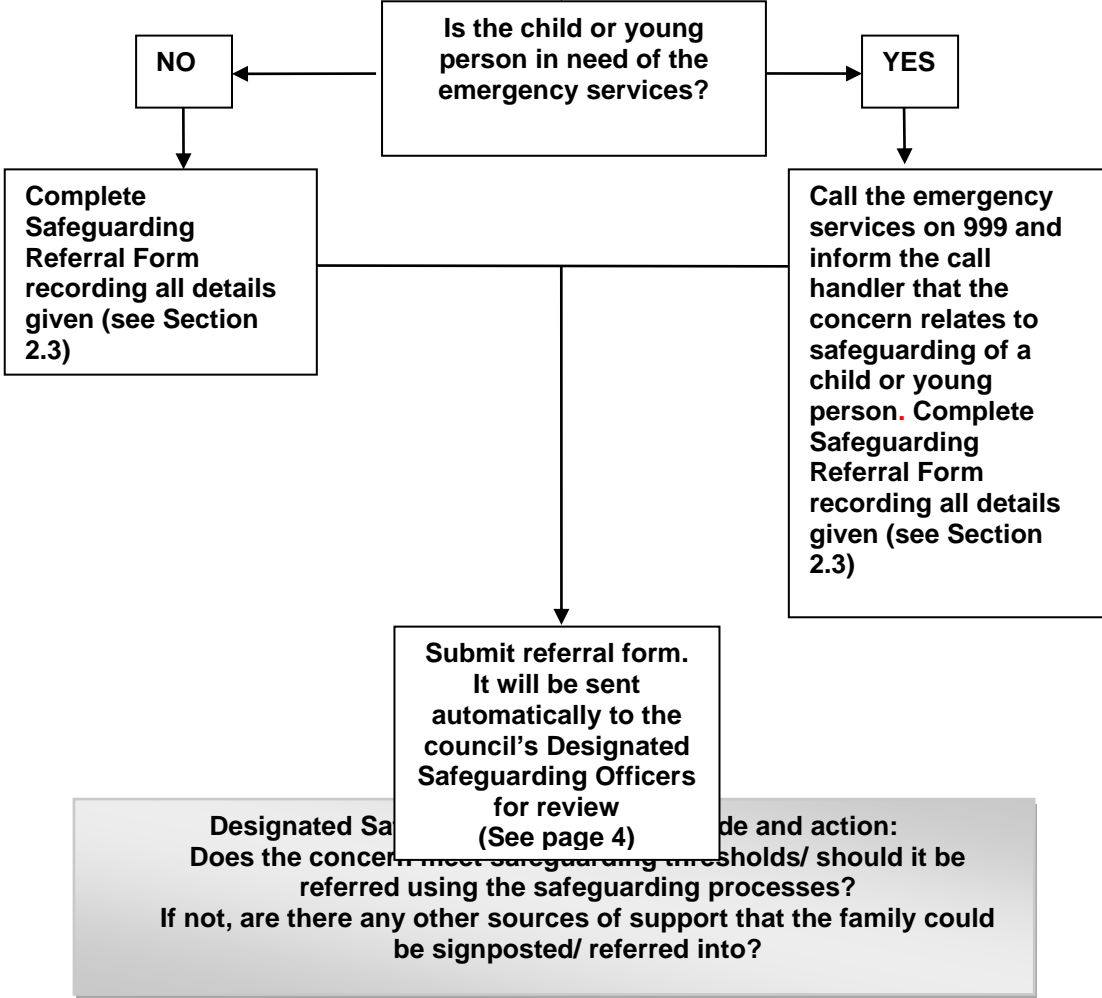 Is the child or young
person in need of the
emergency services?
NO
YES
Complete
Safeguarding
Referral Form
recording all details
given (see Section
2.3)
Call the emergency
services on 999 and
inform the call
handler that the
concern relates to
safeguarding of a
child or young
person. Complete
Safeguarding
Referral Form
recording all details
given (see Section
2.3)
Submit referral form.
It will be sent
automatically to the
council’s Designated
Safeguarding Officers
for review
(See page 4)
Designated and action:
Does the concern meet safeguarding thresholds/ should it be
referred using the safeguarding processes?
If not, are there any other sources of support that the family could
be signposted/ referred into?